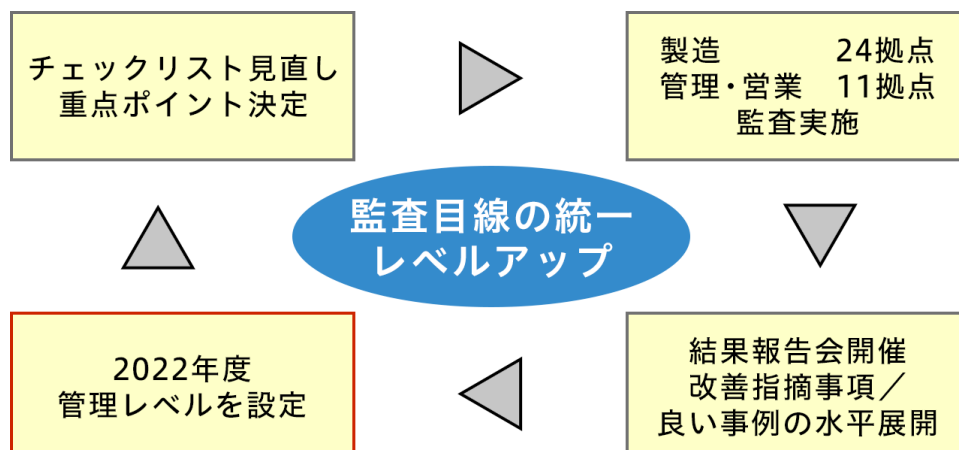 チェックリスト見直し
重点ポイント決定
製造　　　24拠点
管理・営業　11拠点
監査実施
監査目線の統一
レベルアップ
2022年度
管理レベルを設定
結果報告会開催
改善指摘事項／
良い事例の水平展開